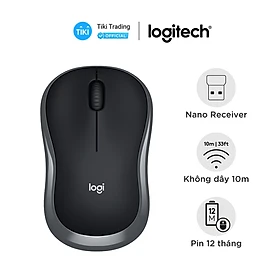 TIKI
Tiki Trading
OFFICIAL
logitech
Nano Receiver
10m | 33ft
Không dây 10m
12
M
Pin 12 tháng
logi